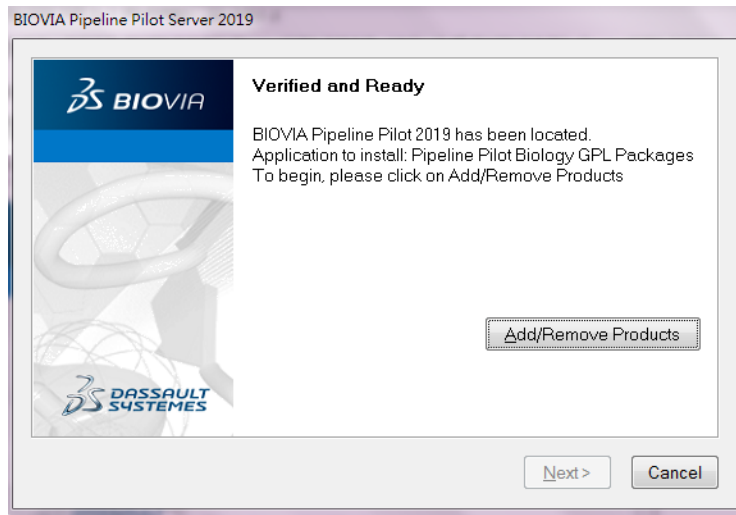 BIOVIA Pipeline Pilot Server 2019
3S BIOVIA
Verified and Ready
BIOVIA Pipeline Pilot 2019 has been located.
Application to install: Pipeline Pilot Biology GPL Packages
To begin, please click on Add/Remove Products
Add/Remove Products
3S DASSAULT
SYSTEMES
Next >
Cancel